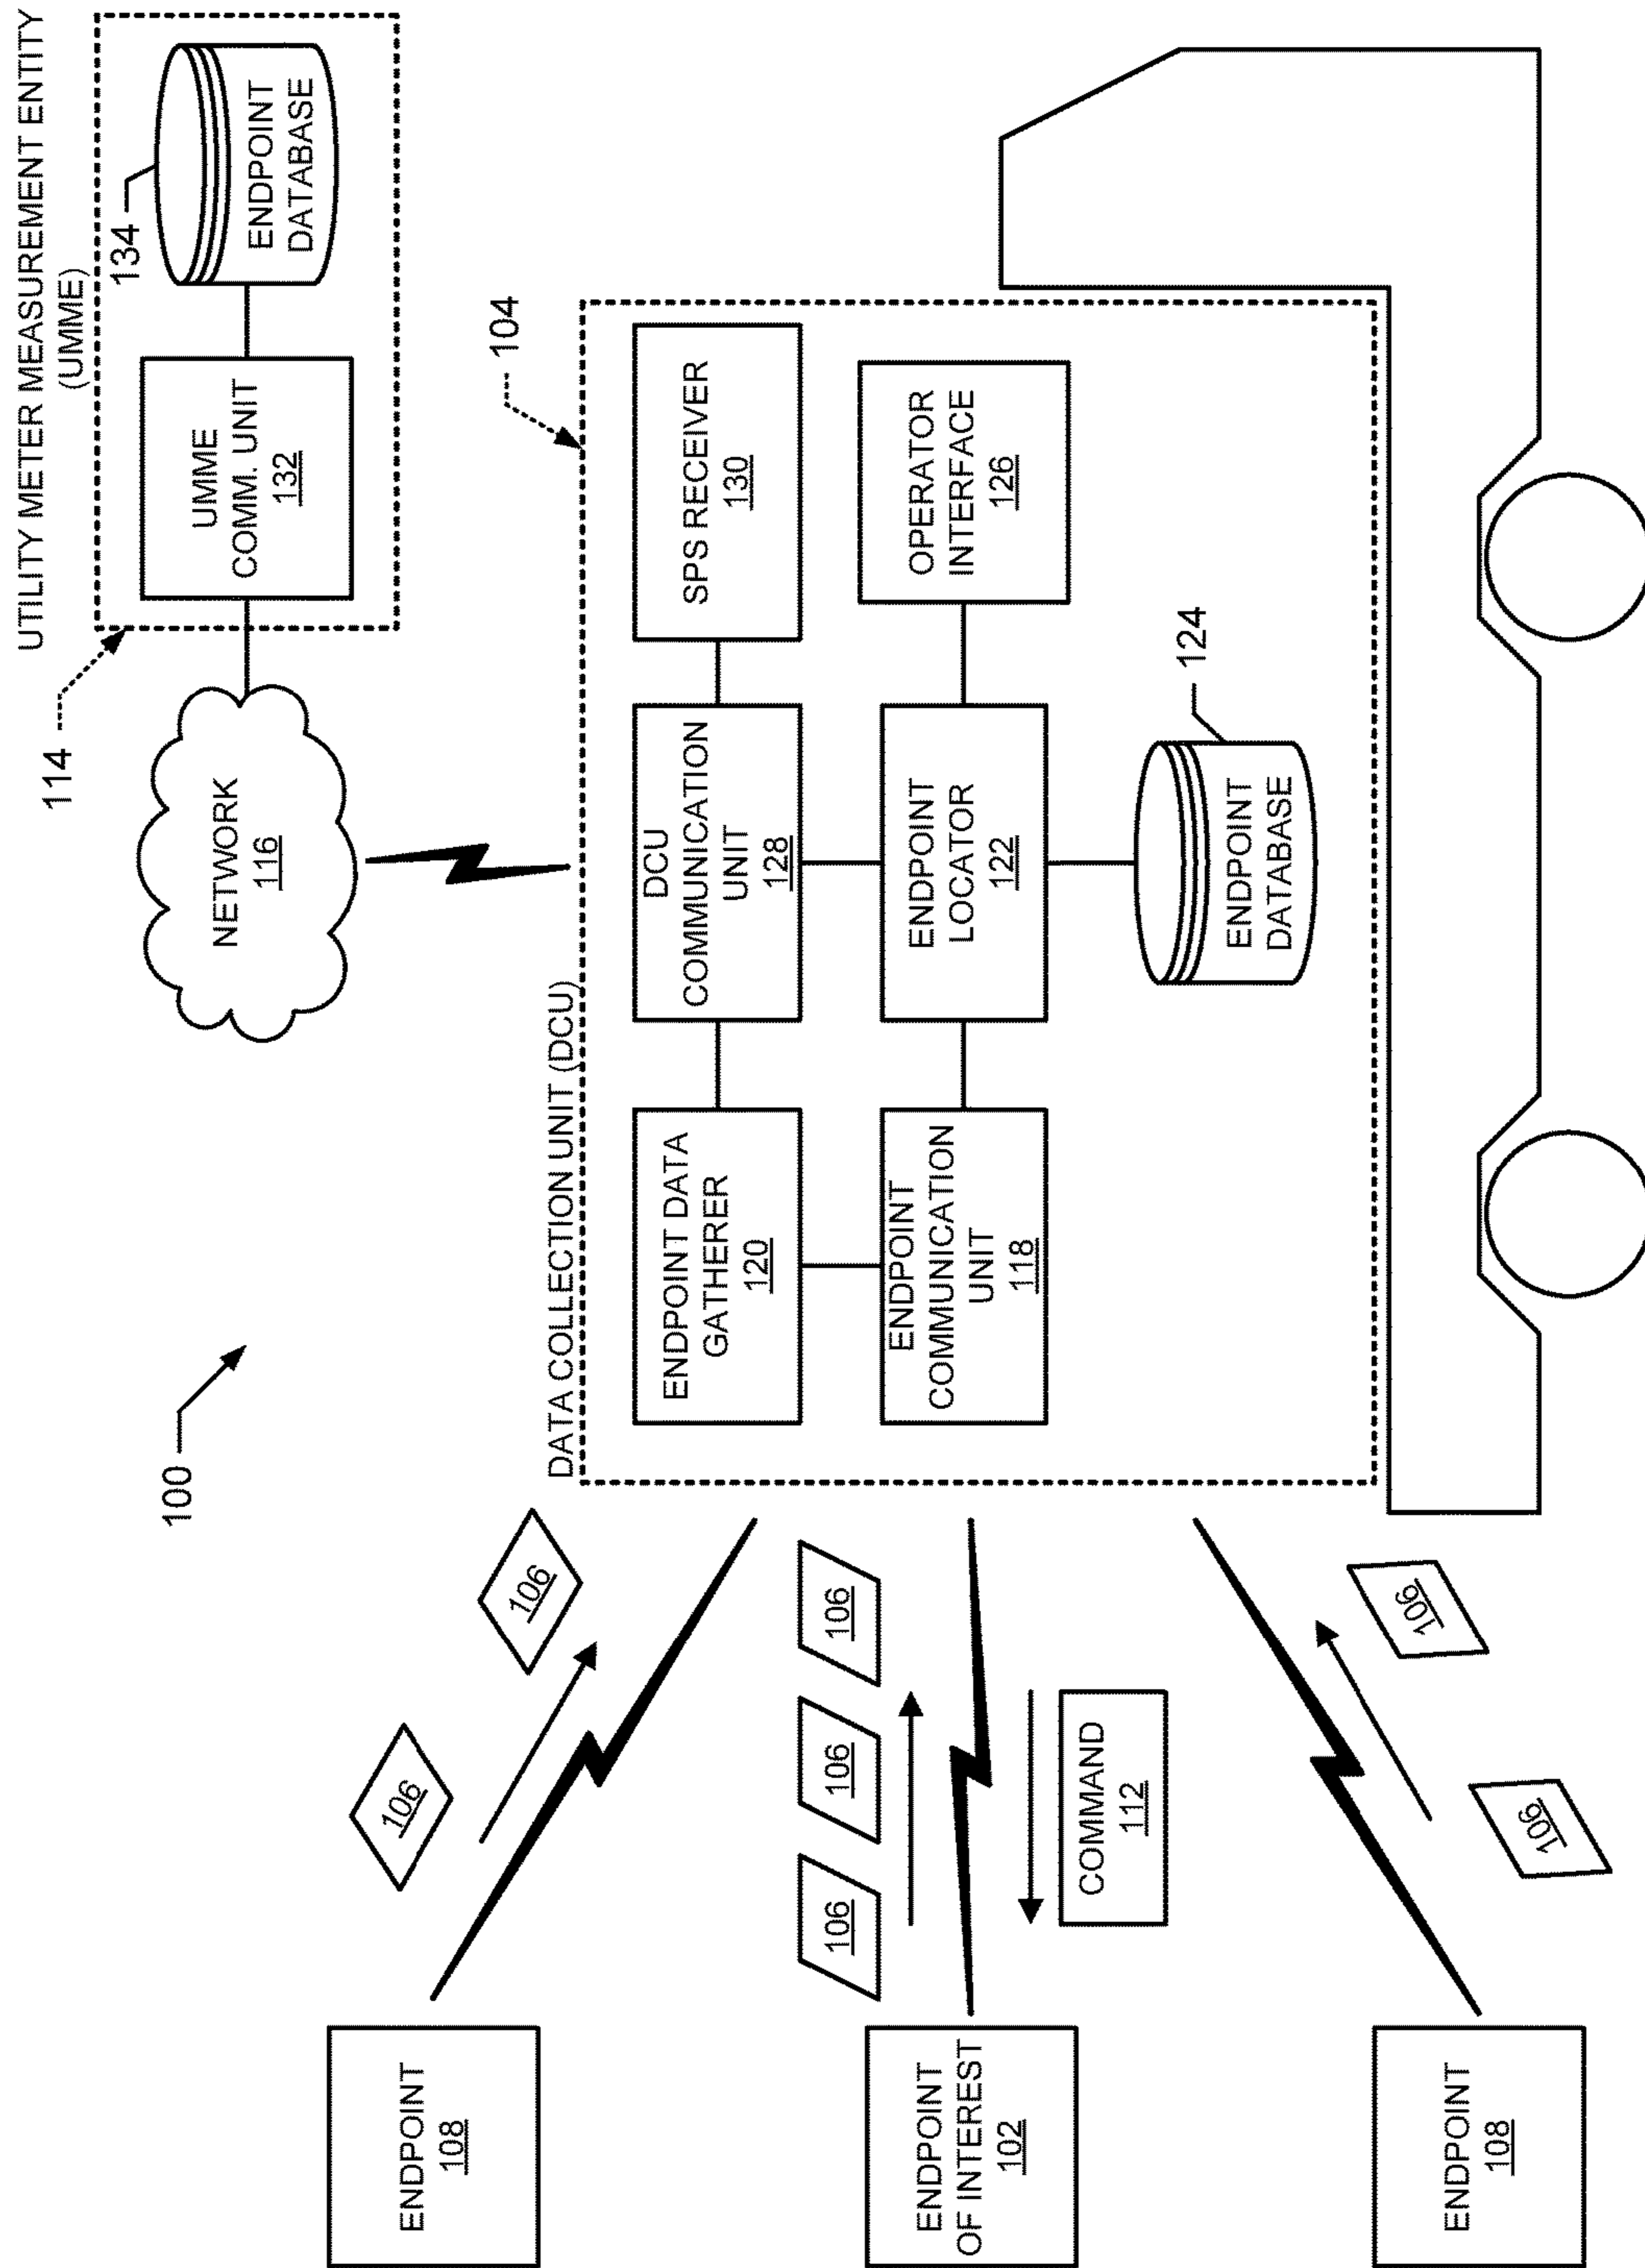 100
UTILITY METER MEASUREMENT ENTITY
(UMME)
114
134
NETWORK
116
UMME
COMM. UNIT
132
ENDPOINT
DATABASE
104
DATA COLLECTION UNIT (DCU)
ENDPOINT DATA
GATHERER
120
DCU
COMMUNICATION
UNIT
128
SPS RECEIVER
130
ENDPOINT
COMMUNICATION
UNIT
118
ENDPOINT
LOCATOR
122
OPERATOR
INTERFACE
126
ENDPOINT
DATABASE
124
ENDPOINT
108
106
106
ENDPOINT
OF INTEREST
102
106
106
106
COMMAND
112
ENDPOINT
108
106
106